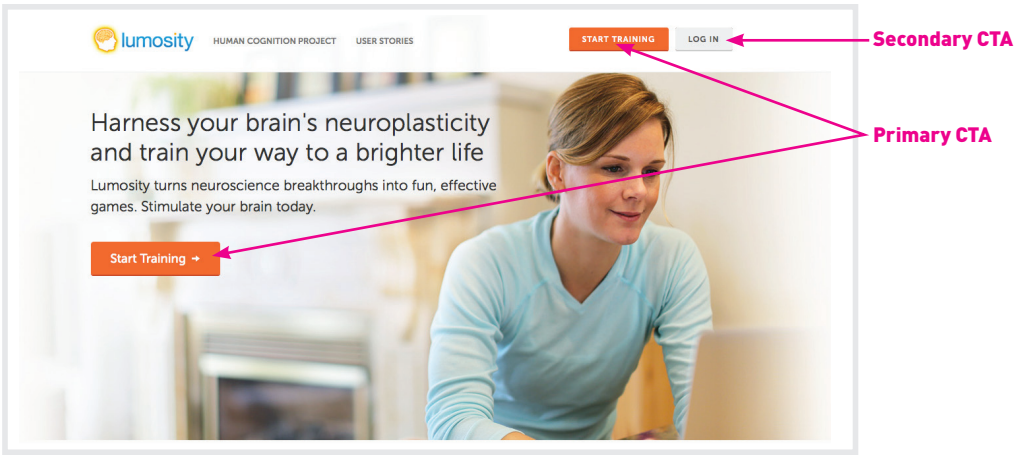 lumosity
HUMAN COGNITION PROJECT
USER STORIES
START TRAINING
LOG IN
Secondary CTA
Primary CTA
Harness your brain's neuroplasticity
and train your way to a brighter life
Lumosity turns neuroscience breakthroughs into fun, effective
games. Stimulate your brain today.
Start Training →